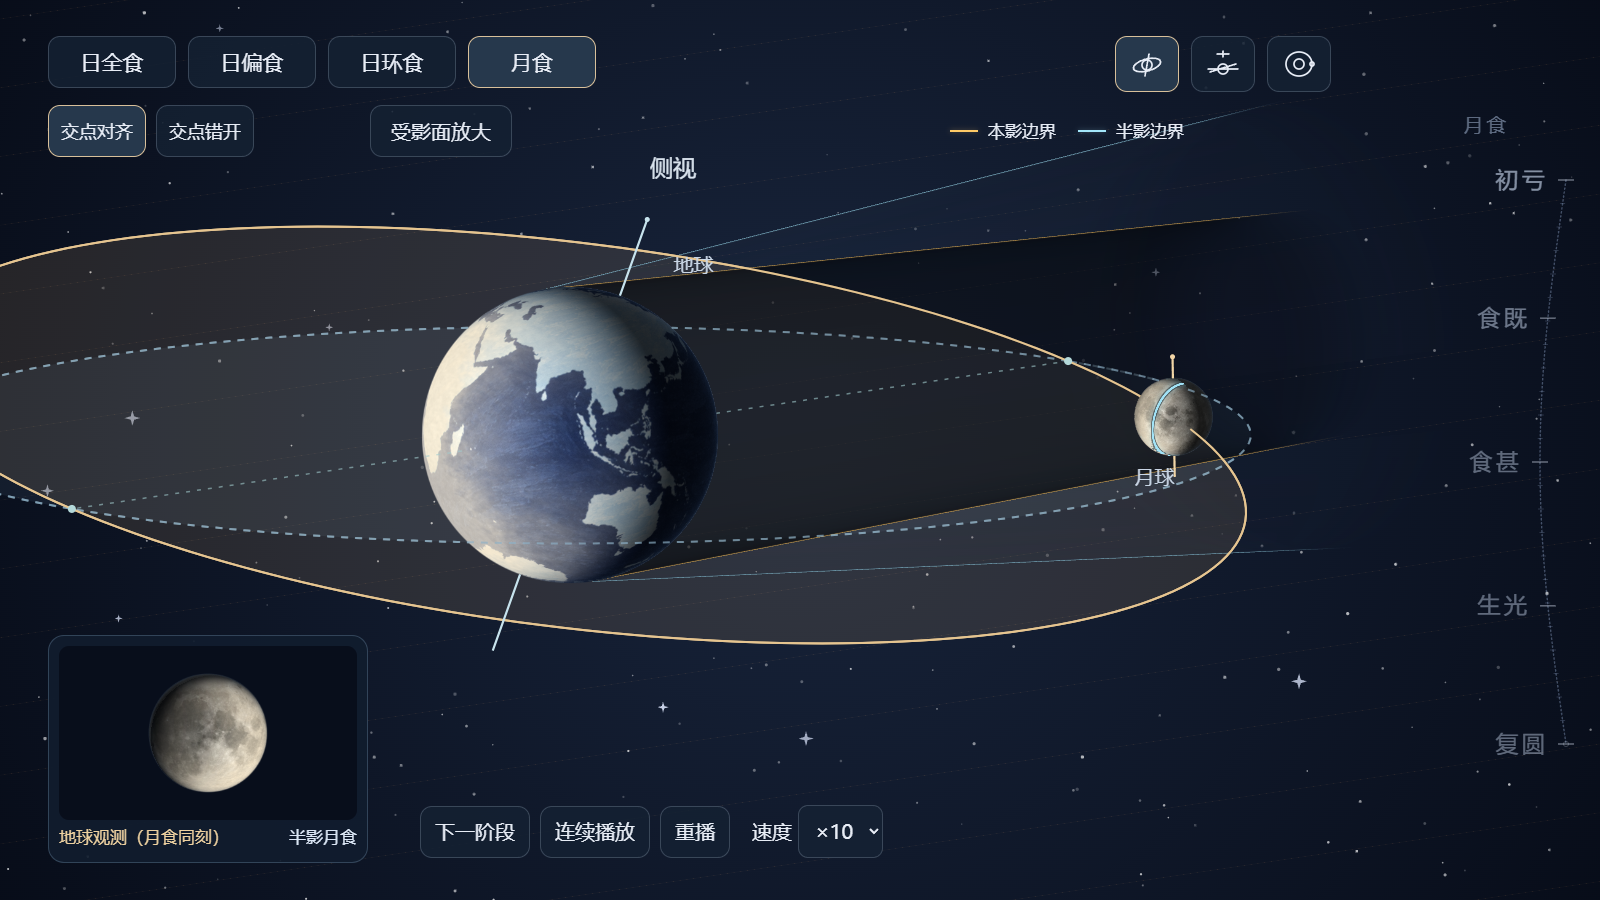 日全食
日偏食
日环食
月食
交点对齐
交点错开
受影面放大
本影边界
半影边界
月食
侧视
初亏
地球
食既
食甚
月球
生光
复圆
地球观测（月食同刻）
半影月食
下一阶段
连续播放
重播
速度
×10